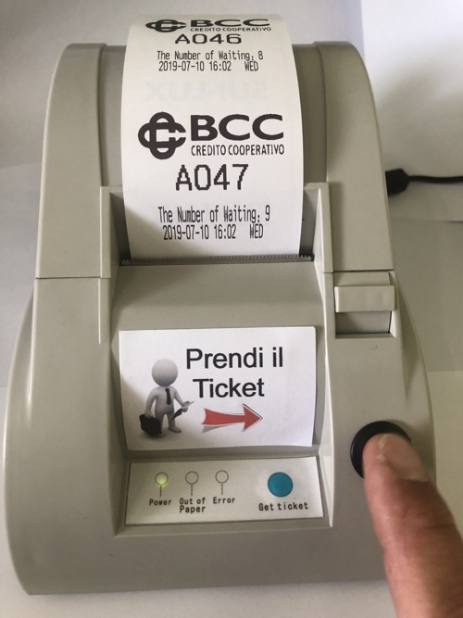 BCC
CREDITO COOPERATIVO
A046
The Number of Waiting: 8
2019-07-10 16:02 WED
BCC
CREDITO COOPERATIVO
A047
The Number of Waiting: 9
2019-07-10 16:02 WED
Prendi il
Ticket
Power
Out of
Paper
Error
Get ticket